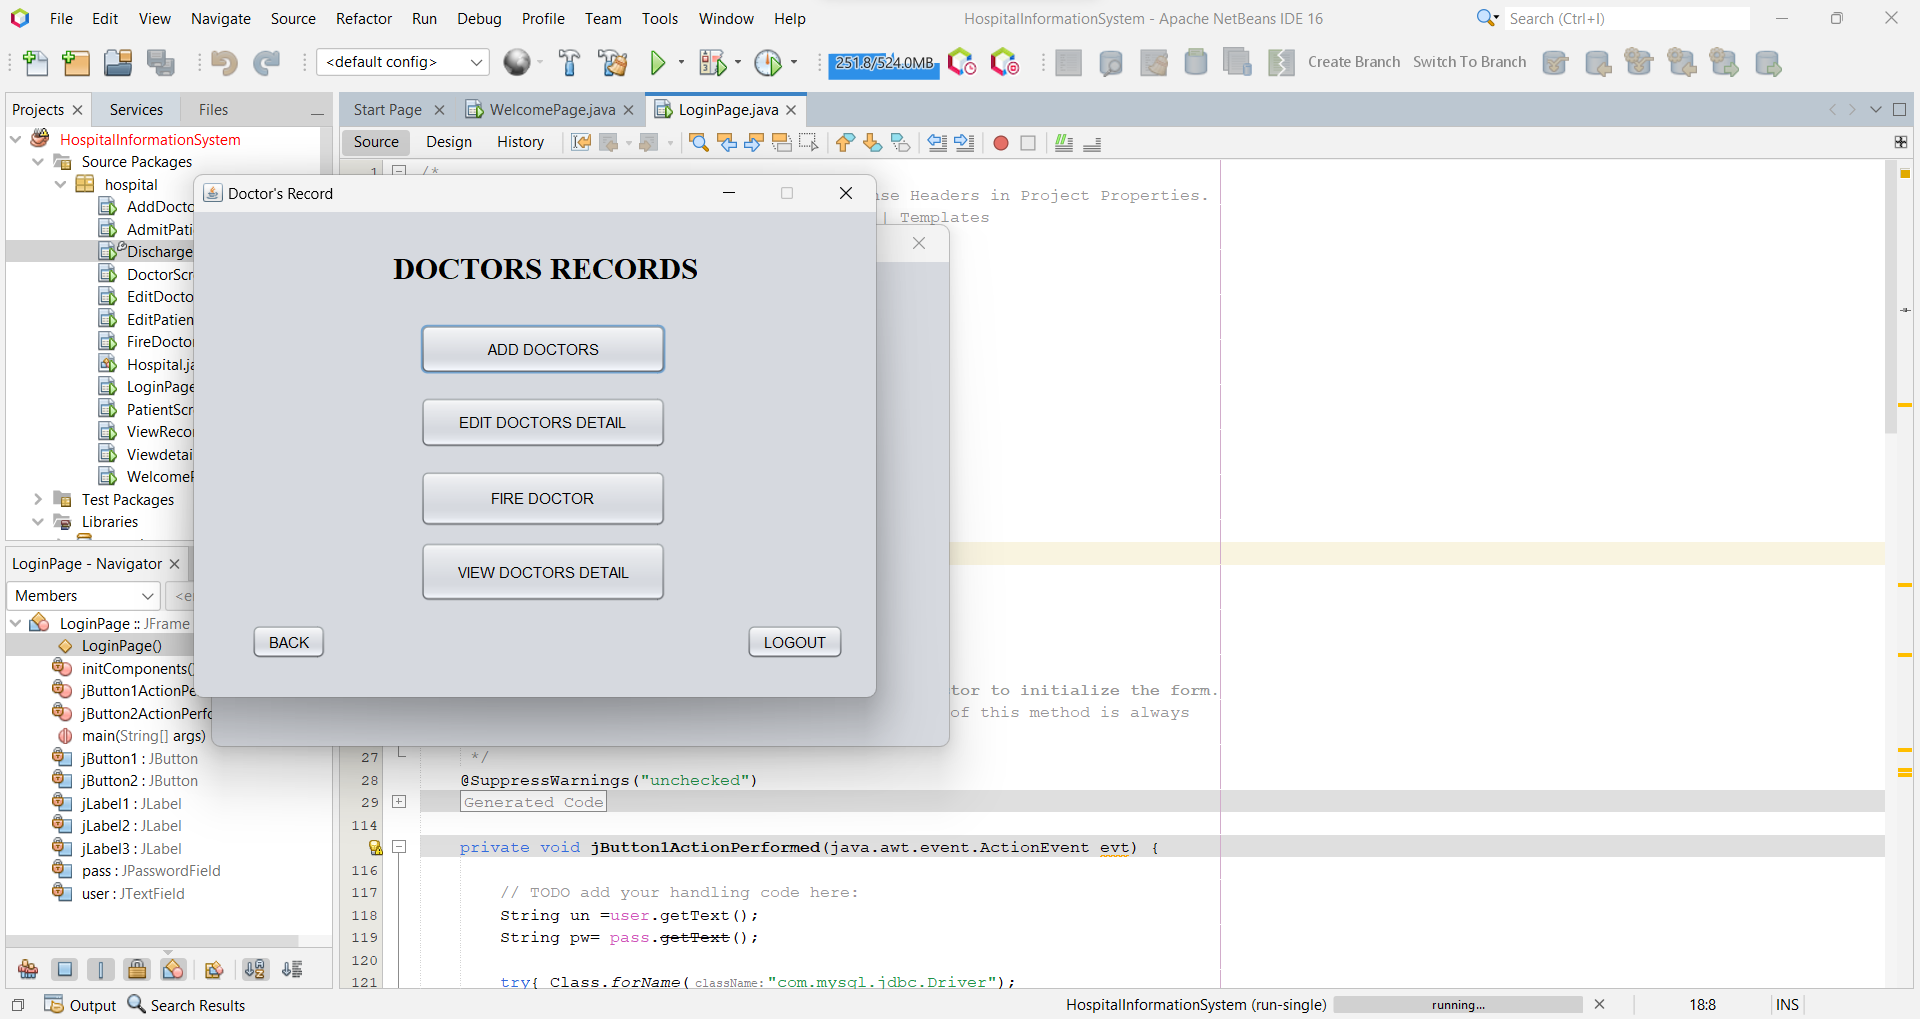 File Edit View Navigate Source Refactor Run Debug Profile Team Tools Window Help
HospitalInformationSystem - Apache NetBeans IDE 16
Search (Ctrl+I)
<default config>
251.8/524.0MB
Create Branch Switch To Branch
Projects Services Files
Start Page WelcomePage.java LoginPage.java
Source Design History
HospitalInformationSystem
Source Packages
hospital
AddDocto
AdmitPati
Discharge
DoctorScr
EditDocto
EditPatien
FireDocto
Hospital.ja
LoginPage
PatientScr
ViewReco
Viewdetai
WelcomeP
Test Packages
Libraries
LoginPage - Navigator
Members
<e
LoginPage :: JFrame
LoginPage()
initComponents(
jButton1ActionPe
jButton2ActionPerfo
main(String[] args)
jButton1 : JButton
jButton2 : JButton
jLabel1 : JLabel
jLabel2 : JLabel
jLabel3 : JLabel
pass : JPasswordField
user : JTextField
Doctor's Record
DOCTORS RECORDS
ADD DOCTORS
EDIT DOCTORS DETAIL
FIRE DOCTOR
VIEW DOCTORS DETAIL
BACK LOGOUT
1 /*
nse Headers in Project Properties.
| Templates
tor to initialize the form.
of this method is always
27 */
28 @SuppressWarnings("unchecked")
29 Generated Code
114
private void jButton1ActionPerformed(java.awt.event.ActionEvent evt) {
116
117 // TODO add your handling code here:
118 String un =user.getText();
119 String pw= pass.getText();
120
121 try{ Class.forName( className: "com.mysql.jdbc.Driver");
Output Search Results
HospitalInformationSystem (run-single) running...
18:8 INS